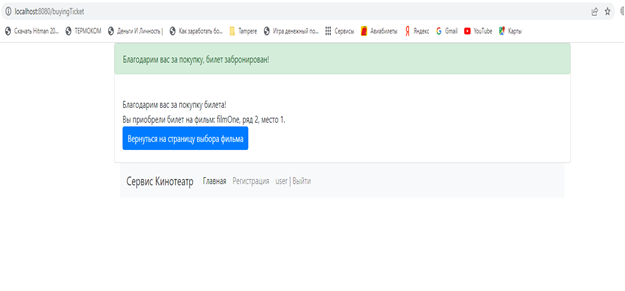 localhost:8080/buyingTicket
Скачать Hitman 20... ТЕРМОКОМ Деньги И Личность | Как заработать бо... Tampere Игра денежный по... Сервисы Авиабилеты Яндекс Gmail YouTube Карты
Благодарим вас за покупку, билет забронирован!
Благодарим вас за покупку билета!
Вы приобрели билет на фильм: filmOne, ряд 2, место 1.
Вернуться на страницу выбора фильма
Сервис Кинотеатр Главная Регистрация user | Выйти